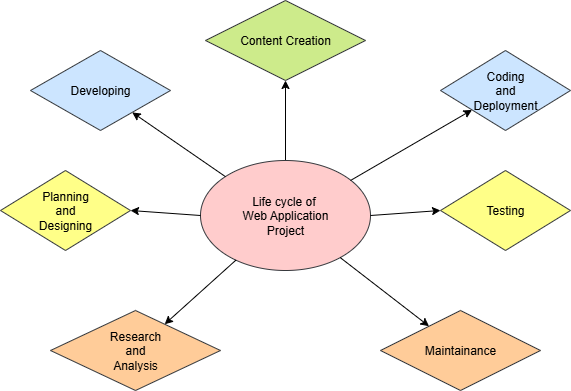 Content Creation
Developing
Coding
and
Deployment
Planning
and
Designing
Life cycle of
Web Application
Project
Testing
Research
and
Analysis
Maintainance